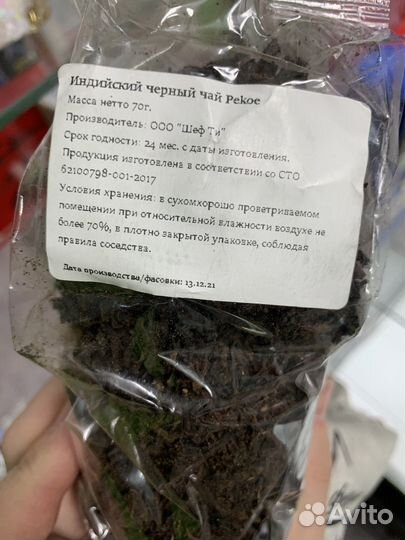 Индийский черный чай Pekoe
Масса нетто 70г.
Производитель: ООО "Шеф Ти"
Срок годности: 24 мес. с даты изготовления.
Продукция изготовлена в соответствии со СТО
62100798-001-2017
Условия хранения: в сухомхорошо проветриваемом
помещении при относительной влажности воздухе не
более 70%, в плотно закрытой упаковке, соблюдая
правила соседства.
Дата производства/фасовки: 13.12.21
Avito